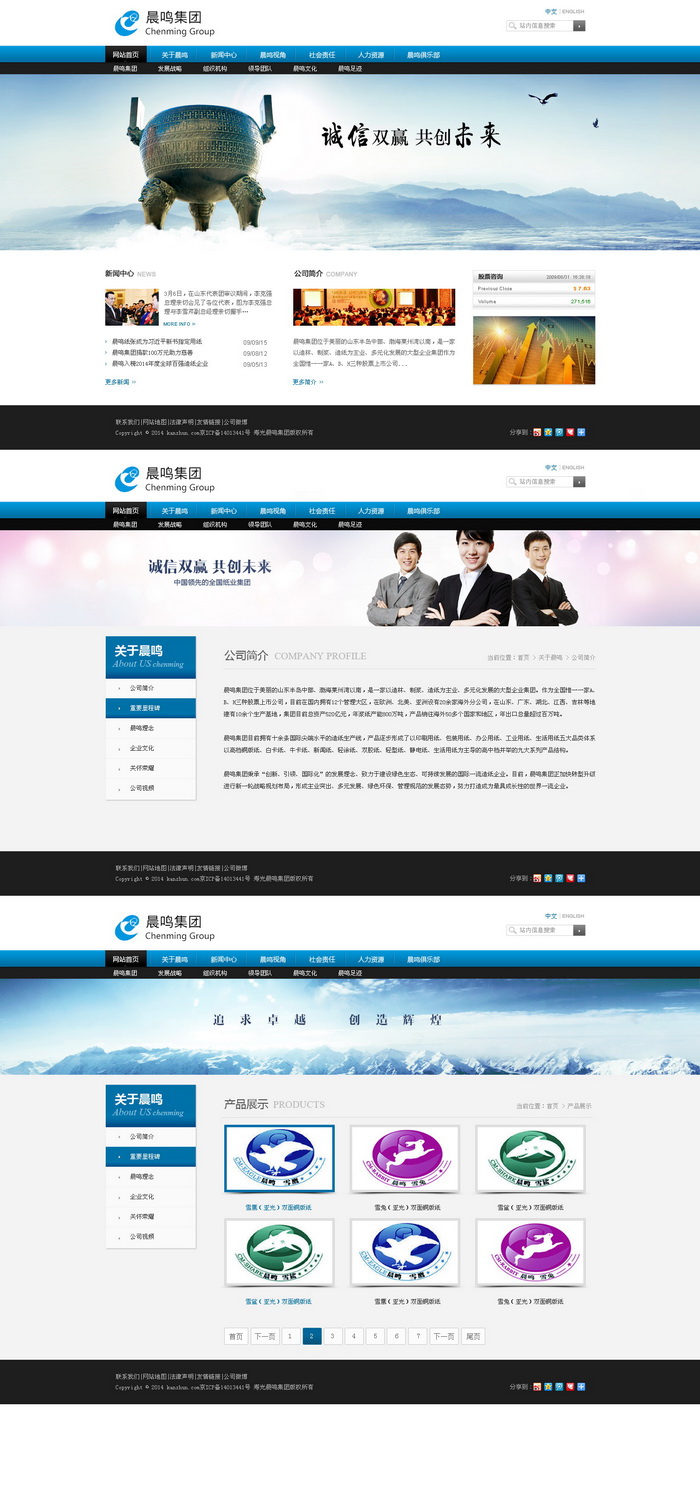 晨鸣集团
Chenming Group
中文 | ENGLISH
站内信息搜索
网站首页 关于晨鸣 新闻中心 晨鸣视角 社会责任 人力资源 晨鸣俱乐部
晨鸣集团 发展战略 组织机构 领导团队 晨鸣文化 晨鸣足迹
诚信双赢 共创未来
新闻中心 NEWS
3月6日，在山东代表团审议期间，李克强
总理亲切会见了各位代表，图为李克强总
理与李雪芹副总经理亲切握手…
MORE INFO >>
晨鸣纸张成为习近平新书指定用纸 09/09/15
晨鸣集团捐款100万元助力慈善 09/08/12
晨鸣入榜2014年度全球百强造纸企业 09/05/13
更多新闻 >>
公司简介 COMPANY
晨鸣集团位于美丽的山东半岛中部、渤海莱州湾以南，是一家
以造林、制浆、造纸为主业、多元化发展的大型企业集团作为
全国惟一一家A、B、X三种股票上市公司...
更多简介 >>
股票咨询 2009/08/31 16:36:16
Previous Close $ 7.63
Volume 271,516
联系我们|网站地图|法律声明|友情链接|公司微博
Copyright © 2014 kanzhun.com京ICP备14013441号 寿光晨鸣集团版权所有
分享到：
晨鸣集团
Chenming Group
中文 | ENGLISH
站内信息搜索
网站首页 关于晨鸣 新闻中心 晨鸣视角 社会责任 人力资源 晨鸣俱乐部
晨鸣集团 发展战略 组织机构 领导团队 晨鸣文化 晨鸣足迹
诚信双赢 共创未来
中国领先的全国纸业集团
关于晨鸣
About US chenming
公司简介
重要里程碑
晨鸣理念
企业文化
关怀荣耀
公司视频
公司简介 COMPANY PROFILE
当前位置：首页 > 关于晨鸣 > 公司简介
晨鸣集团位于美丽的山东半岛中部、渤海莱州湾以南，是一家以造林、制浆、造纸为主业、多元化发展的大型企业集团。作为全国惟一一家A、
B、X三种股票上市公司，目前在国内拥有12个管理大区，在欧洲、北美、亚洲设有20余家海外分公司，在山东、广东、湖北、江西、吉林等地
建有10余个生产基地，集团目前总资产520亿元，年浆纸产能900万吨，产品销往海外50多个国家和地区，年出口总量超过百万吨。
晨鸣集团目前拥有十余条国际尖端水平的造纸生产线，产品逐步形成了以印刷用纸、包装用纸、办公用纸、工业用纸、生活用纸五大品类体系
以高档铜版纸、白卡纸、牛卡纸、新闻纸、轻涂纸、双胶纸、轻型纸、静电纸、生活用纸为主导的高中档并举的九大系列产品结构。
晨鸣集团秉承“创新、引领、国际化”的发展理念、致力于建设绿色生态、可持续发展的国际一流造纸企业。目前，晨鸣集团正加快转型升级
进行新一轮战略规划布局，形成主业突出、多元发展、绿色环保、管理规范的发展态势，努力打造成为最具成长性的世界一流企业。
联系我们|网站地图|法律声明|友情链接|公司微博
Copyright © 2014 kanzhun.com京ICP备14013441号 寿光晨鸣集团版权所有
分享到：
晨鸣集团
Chenming Group
中文 | ENGLISH
站内信息搜索
网站首页 关于晨鸣 新闻中心 晨鸣视角 社会责任 人力资源 晨鸣俱乐部
晨鸣集团 发展战略 组织机构 领导团队 晨鸣文化 晨鸣足迹
追求卓越 创造辉煌
关于晨鸣
About US chenming
公司简介
重要里程碑
晨鸣理念
企业文化
关怀荣耀
公司视频
产品展示 PRODUCTS
当前位置：首页 > 产品展示
CM-EAGLE 晨鸣 雪鹰
CM-RABBIT 晨鸣 雪兔
CM-SHARK 晨鸣 雪鲨
雪鹰（亚光）双面铜版纸 雪兔（亚光）双面铜版纸 雪鲨（亚光）双面铜版纸
CM-SHARK 晨鸣 雪鲨
CM-EAGLE 晨鸣 雪鹰
CM-RABBIT 晨鸣 雪兔
雪鲨（亚光）双面铜版纸 雪鹰（亚光）双面铜版纸 雪兔（亚光）双面铜版纸
首页 下一页 1 2 3 4 5 6 7 下一页 尾页
联系我们|网站地图|法律声明|友情链接|公司微博
Copyright © 2014 kanzhun.com京ICP备14013441号 寿光晨鸣集团版权所有
分享到：